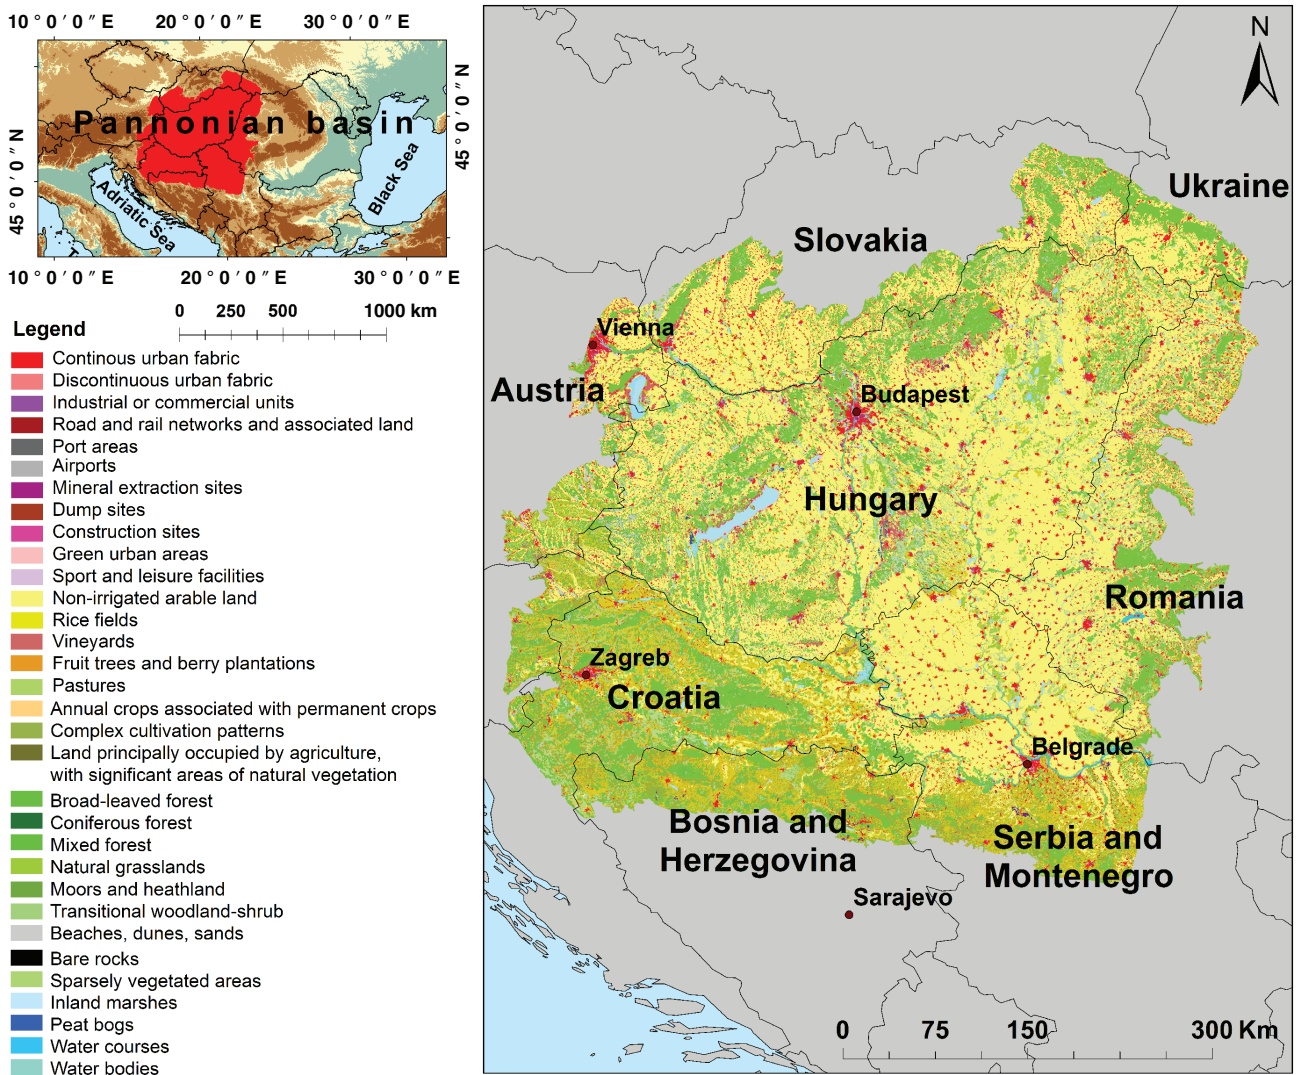 10 ° 0 ′ 0 ″ E 20 ° 0 ′ 0 ″ E 30 ° 0 ′ 0 ″ E
45 ° 0 ′ 0 ″ N
45 ° 0 ′ 0 ″ N
Pannonian basin
Adriatic Sea
Black Sea
T
10 ° 0 ′ 0 ″ E 20 ° 0 ′ 0 ″ E 30 ° 0 ′ 0 ″ E
0 250 500 1000 km
Legend
Continous urban fabric
Discontinuous urban fabric
Industrial or commercial units
Road and rail networks and associated land
Port areas
Airports
Mineral extraction sites
Dump sites
Construction sites
Green urban areas
Sport and leisure facilities
Non-irrigated arable land
Rice fields
Vineyards
Fruit trees and berry plantations
Pastures
Annual crops associated with permanent crops
Complex cultivation patterns
Land principally occupied by agriculture,
with significant areas of natural vegetation
Broad-leaved forest
Coniferous forest
Mixed forest
Natural grasslands
Moors and heathland
Transitional woodland-shrub
Beaches, dunes, sands
Bare rocks
Sparsely vegetated areas
Inland marshes
Peat bogs
Water courses
Water bodies
N
Ukraine
Slovakia
Vienna
Austria
Budapest
Hungary
Romania
Zagreb
Croatia
Belgrade
Bosnia and
Herzegovina
Serbia and
Montenegro
Sarajevo
0 75 150 300 Km